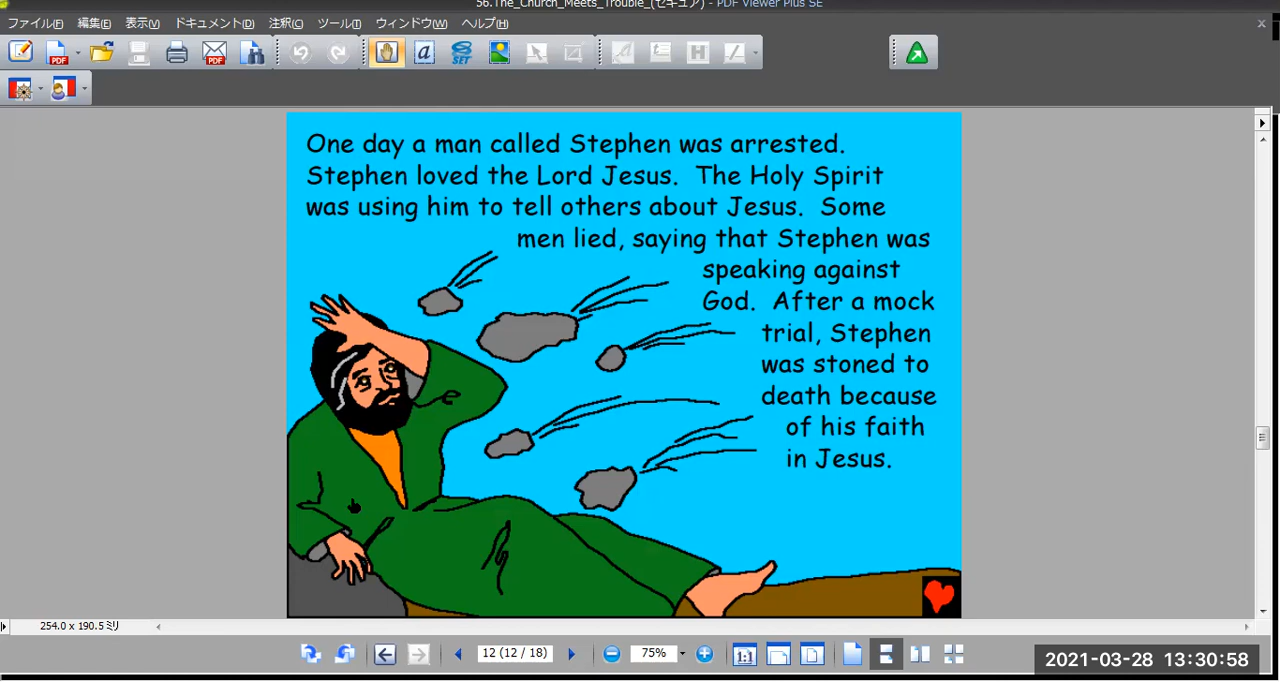 56.The_Church_Meets_Trouble_(セキュア) - PDF Viewer Plus SE
ファイル(F) 編集(E) 表示(V) ドキュメント(D) 注釈(C) ツール(T) ウィンドウ(W) ヘルプ(H)
One day a man called Stephen was arrested.
Stephen loved the Lord Jesus. The Holy Spirit
was using him to tell others about Jesus. Some
men lied, saying that Stephen was
speaking against
God. After a mock
trial, Stephen
was stoned to
death because
of his faith
in Jesus.
254.0 x 190.5 ミリ
12 (12 / 18) 75%
2021-03-28 13:30:58